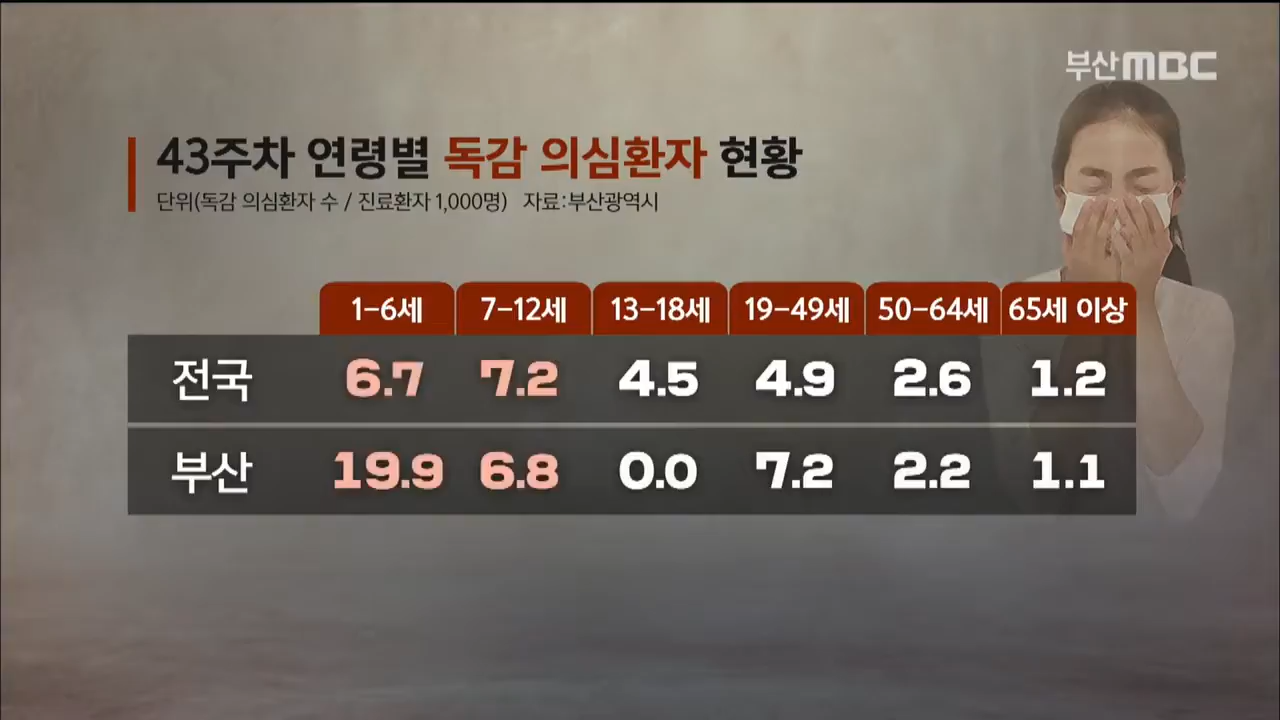 부산MBC
43주차 연령별 독감 의심환자 현황
단위(독감 의심환자 수 / 진료환자 1,000명) 자료:부산광역시
1-6세 7-12세 13-18세 19-49세 50-64세 65세 이상
전국 6.7 7.2 4.5 4.9 2.6 1.2
부산 19.9 6.8 0.0 7.2 2.2 1.1